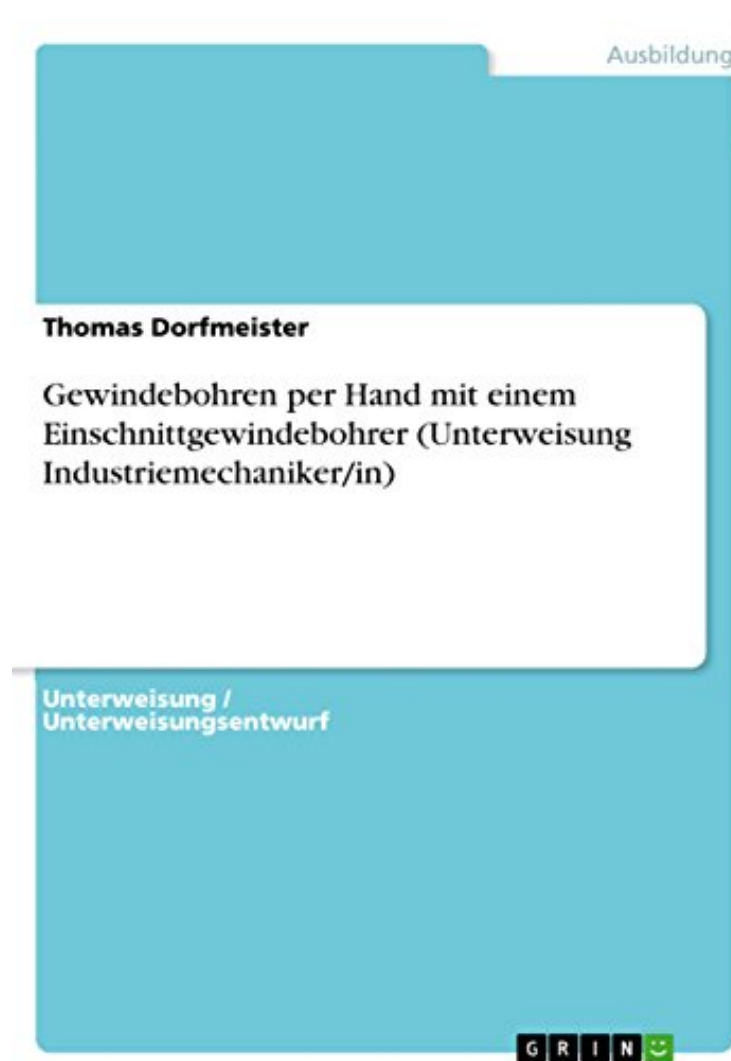 Ausbildung
Thomas Dorfmeister
Gewindebohren per Hand mit einem
Einschnittgewindebohrer (Unterweisung
Industriemechaniker/in)
Unterweisung /
Unterweisungsentwurf
GRIN